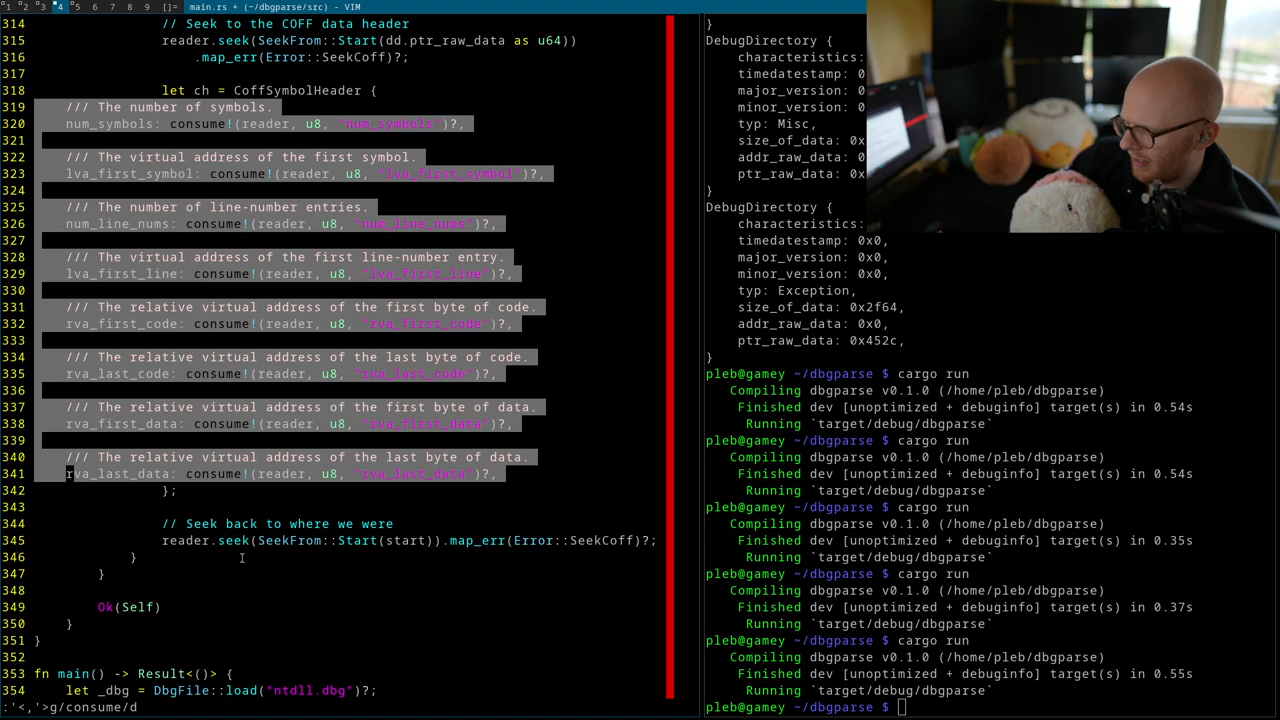 1 2 3 4 5 6 7 8 9 []= main.rs + (~/dbgparse/src) - VIM
314 // Seek to the COFF data header
315 reader.seek(SeekFrom::Start(dd.ptr_raw_data as u64))
316 .map_err(Error::SeekCoff)?;
317
318 let ch = CoffSymbolHeader {
319 /// The number of symbols.
320 num_symbols: consume!(reader, u8, "num_symbols")?,
321
322 /// The virtual address of the first symbol.
323 lva_first_symbol: consume!(reader, u8, "lva_first_symbol")?,
324
325 /// The number of line-number entries.
326 num_line_nums: consume!(reader, u8, "num_line_nums")?,
327
328 /// The virtual address of the first line-number entry.
329 lva_first_line: consume!(reader, u8, "lva_first_line")?,
330
331 /// The relative virtual address of the first byte of code.
332 rva_first_code: consume!(reader, u8, "rva_first_code")?,
333
334 /// The relative virtual address of the last byte of code.
335 rva_last_code: consume!(reader, u8, "rva_last_code")?,
336
337 /// The relative virtual address of the first byte of data.
338 rva_first_data: consume!(reader, u8, "rva_first_data")?,
339
340 /// The relative virtual address of the last byte of data.
341 rva_last_data: consume!(reader, u8, "rva_last_data")?,
342 };
343
344 // Seek back to where we were
345 reader.seek(SeekFrom::Start(start)).map_err(Error::SeekCoff)?;
346 }
347 }
348
349 Ok(Self)
350 }
351 }
352
353 fn main() -> Result<()> {
354 let _dbg = DbgFile::load("ntdll.dbg")?;
:'<,'>g/consume/d
}
DebugDirectory {
characteristics:
timedatestamp: 0
major_version: 0
minor_version: 0
typ: Misc,
size_of_data: 0x
addr_raw_data: 0
ptr_raw_data: 0x
}
DebugDirectory {
characteristics:
timedatestamp: 0x0,
major_version: 0x0,
minor_version: 0x0,
typ: Exception,
size_of_data: 0x2f64,
addr_raw_data: 0x0,
ptr_raw_data: 0x452c,
}
pleb@gamey ~/dbgparse $ cargo run
Compiling dbgparse v0.1.0 (/home/pleb/dbgparse)
Finished dev [unoptimized + debuginfo] target(s) in 0.54s
Running `target/debug/dbgparse`
pleb@gamey ~/dbgparse $ cargo run
Compiling dbgparse v0.1.0 (/home/pleb/dbgparse)
Finished dev [unoptimized + debuginfo] target(s) in 0.54s
Running `target/debug/dbgparse`
pleb@gamey ~/dbgparse $ cargo run
Compiling dbgparse v0.1.0 (/home/pleb/dbgparse)
Finished dev [unoptimized + debuginfo] target(s) in 0.35s
Running `target/debug/dbgparse`
pleb@gamey ~/dbgparse $ cargo run
Compiling dbgparse v0.1.0 (/home/pleb/dbgparse)
Finished dev [unoptimized + debuginfo] target(s) in 0.37s
Running `target/debug/dbgparse`
pleb@gamey ~/dbgparse $ cargo run
Compiling dbgparse v0.1.0 (/home/pleb/dbgparse)
Finished dev [unoptimized + debuginfo] target(s) in 0.55s
Running `target/debug/dbgparse`
pleb@gamey ~/dbgparse $